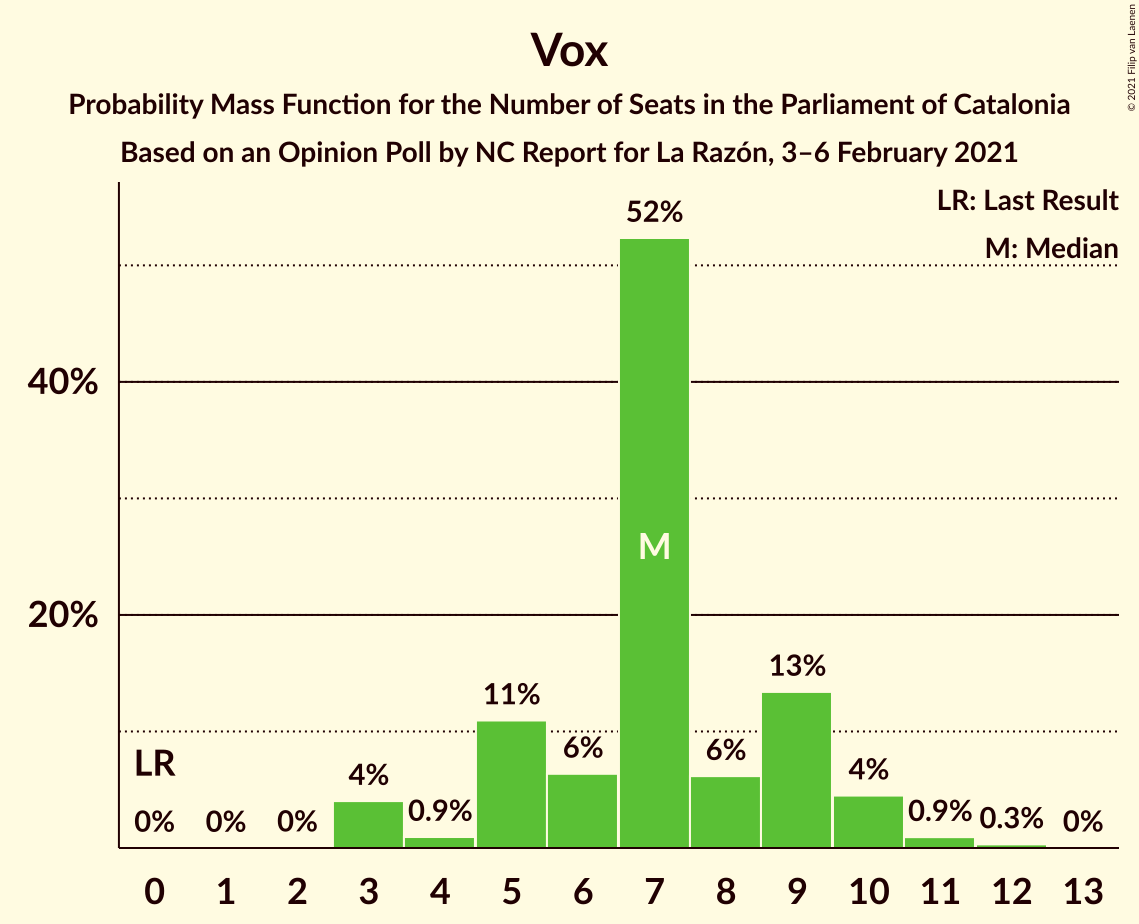 Vox
Probability Mass Function for the Number of Seats in the Parliament of Catalonia
Based on an Opinion Poll by NC Report for La Razón, 3–6 February 2021
© 2021 Filip van Laenen
LR: Last Result
M: Median
52%
40%
M
20%
13%
11%
6%
6%
LR
4%
4%
0.9%
0.9%
0.3%
0%
0%
0%
0%
0 1 2 3 4 5 6 7 8 9 10 11 12 13